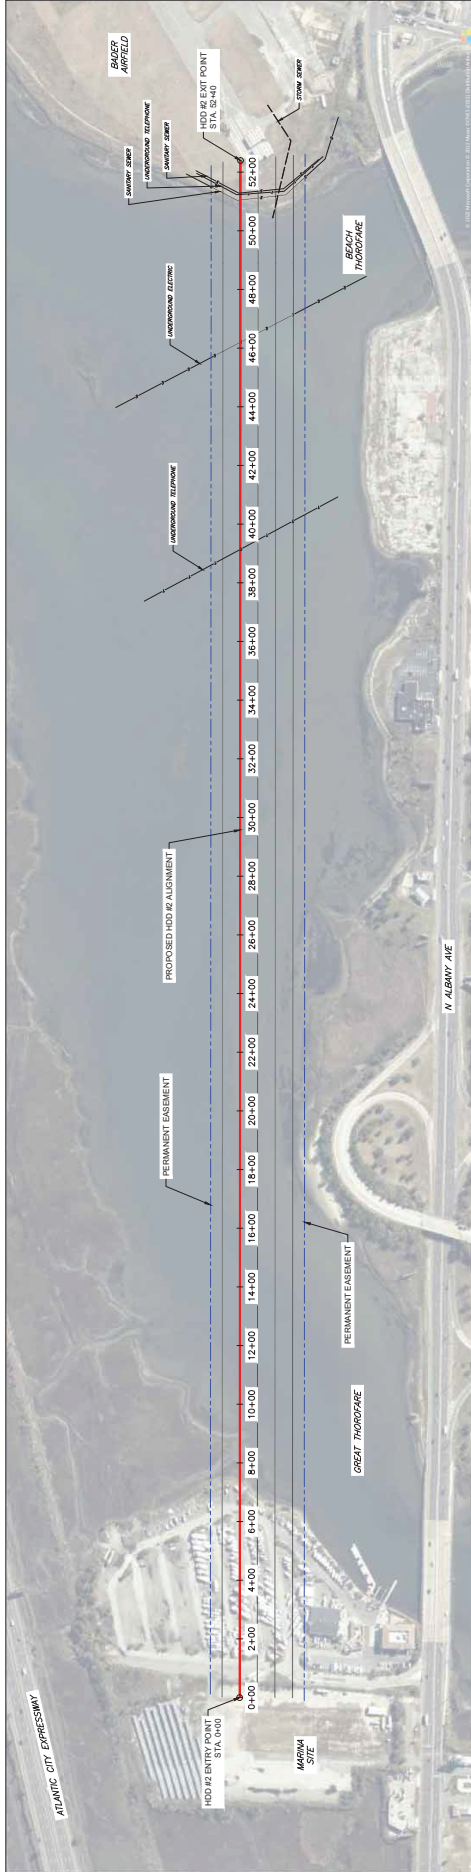 ATLANTIC CITY EXPRESSWAY
HDD #2 ENTRY POINT
STA. 0+00
MARINA
SITE
PERMANENT EASEMENT
PROPOSED HDD #2 ALIGNMENT
UNDERGROUND TELEPHONE
UNDERGROUND ELECTRIC
SANITARY SEWER
UNDERGROUND TELEPHONE
SANITARY SEWER
BADER
AIRFIELD
HDD #2 EXIT POINT
STA. 52+40
STORM SEWER
0+00
2+00
4+00
6+00
8+00
10+00
12+00
14+00
16+00
18+00
20+00
22+00
24+00
26+00
28+00
30+00
32+00
34+00
36+00
38+00
40+00
42+00
44+00
46+00
48+00
50+00
52+00
GREAT THOROFARE
PERMANENT EASEMENT
BEACH
THOROFARE
N ALBANY AVE